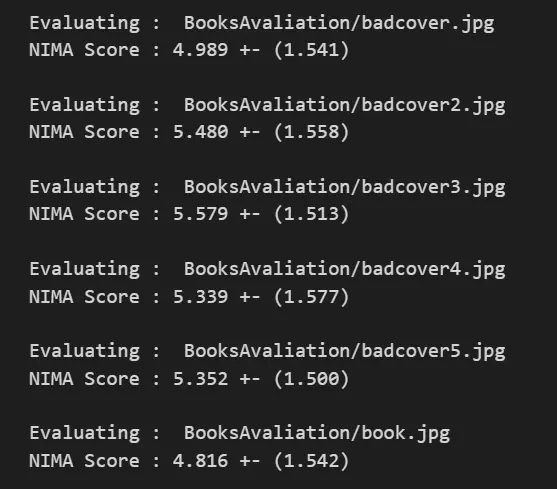 Evaluating :  BooksAvaliation/badcover.jpg
NIMA Score : 4.989 +- (1.541)
Evaluating :  BooksAvaliation/badcover2.jpg
NIMA Score : 5.480 +- (1.558)
Evaluating :  BooksAvaliation/badcover3.jpg
NIMA Score : 5.579 +- (1.513)
Evaluating :  BooksAvaliation/badcover4.jpg
NIMA Score : 5.339 +- (1.577)
Evaluating :  BooksAvaliation/badcover5.jpg
NIMA Score : 5.352 +- (1.500)
Evaluating :  BooksAvaliation/book.jpg
NIMA Score : 4.816 +- (1.542)